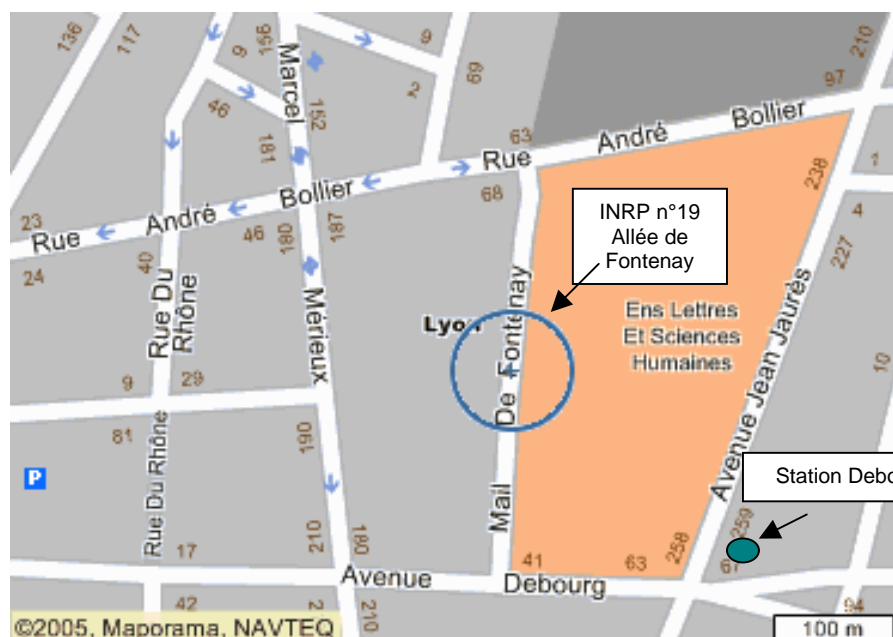 136
117
9
156
Marcel
9
69
210
97
46
2
152
181
63
Rue André Bollier
238
1
68
4
23
Rue André Bollier
187
46
180
24
40
227
INRP n°19
Allée de
Fontenay
Rue Du
Rhône
Mérieux
Mail De Fontenay
Lyon
Ens Lettres
Et Sciences
Humaines
Avenue Jean Jaurès
10
9
29
81
190
Rue Du Rhône
P
Station Debo
259
67
258
17
210
180
41
63
Avenue Debourg
42
2
210
94
©2005, Maporama, NAVTEQ
100 m